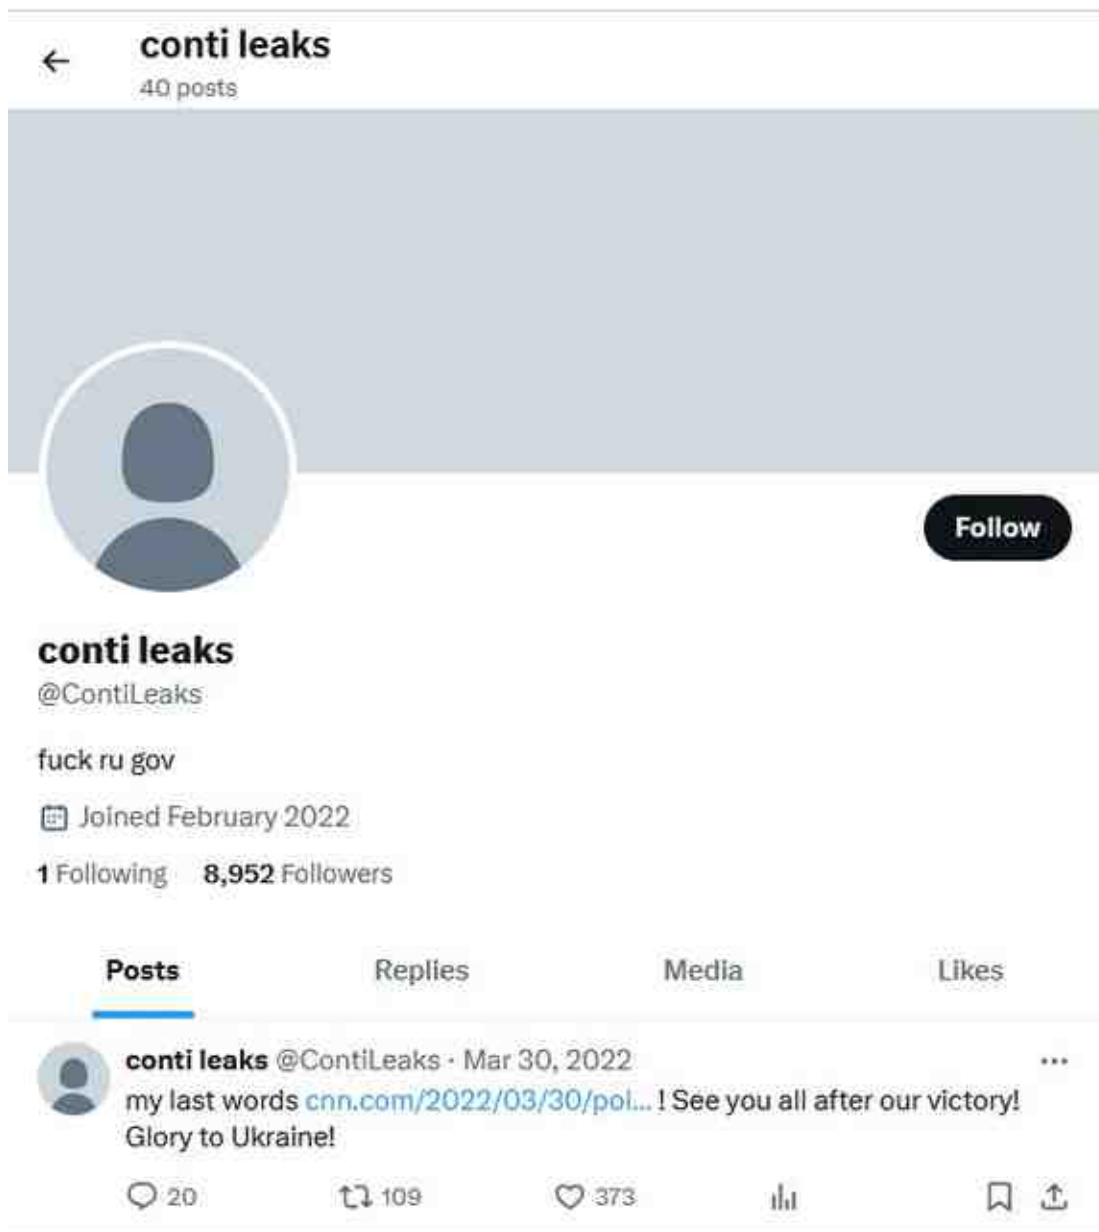 conti leaks
40 posts
Follow
conti leaks
@ContiLeaks
fuck ru gov
Joined February 2022
1 Following 8,952 Followers
Posts Replies Media Likes
conti leaks @ContiLeaks · Mar 30, 2022
my last words cnn.com/2022/03/30/pol... ! See you all after our victory!
Glory to Ukraine!
20 109 373